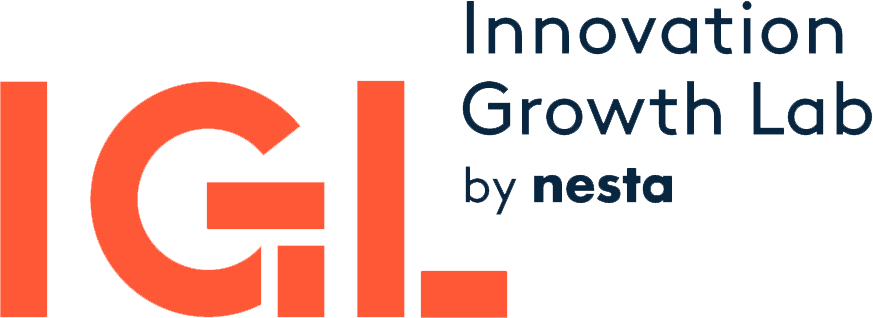 IGL
Innovation
Growth Lab
by nesta